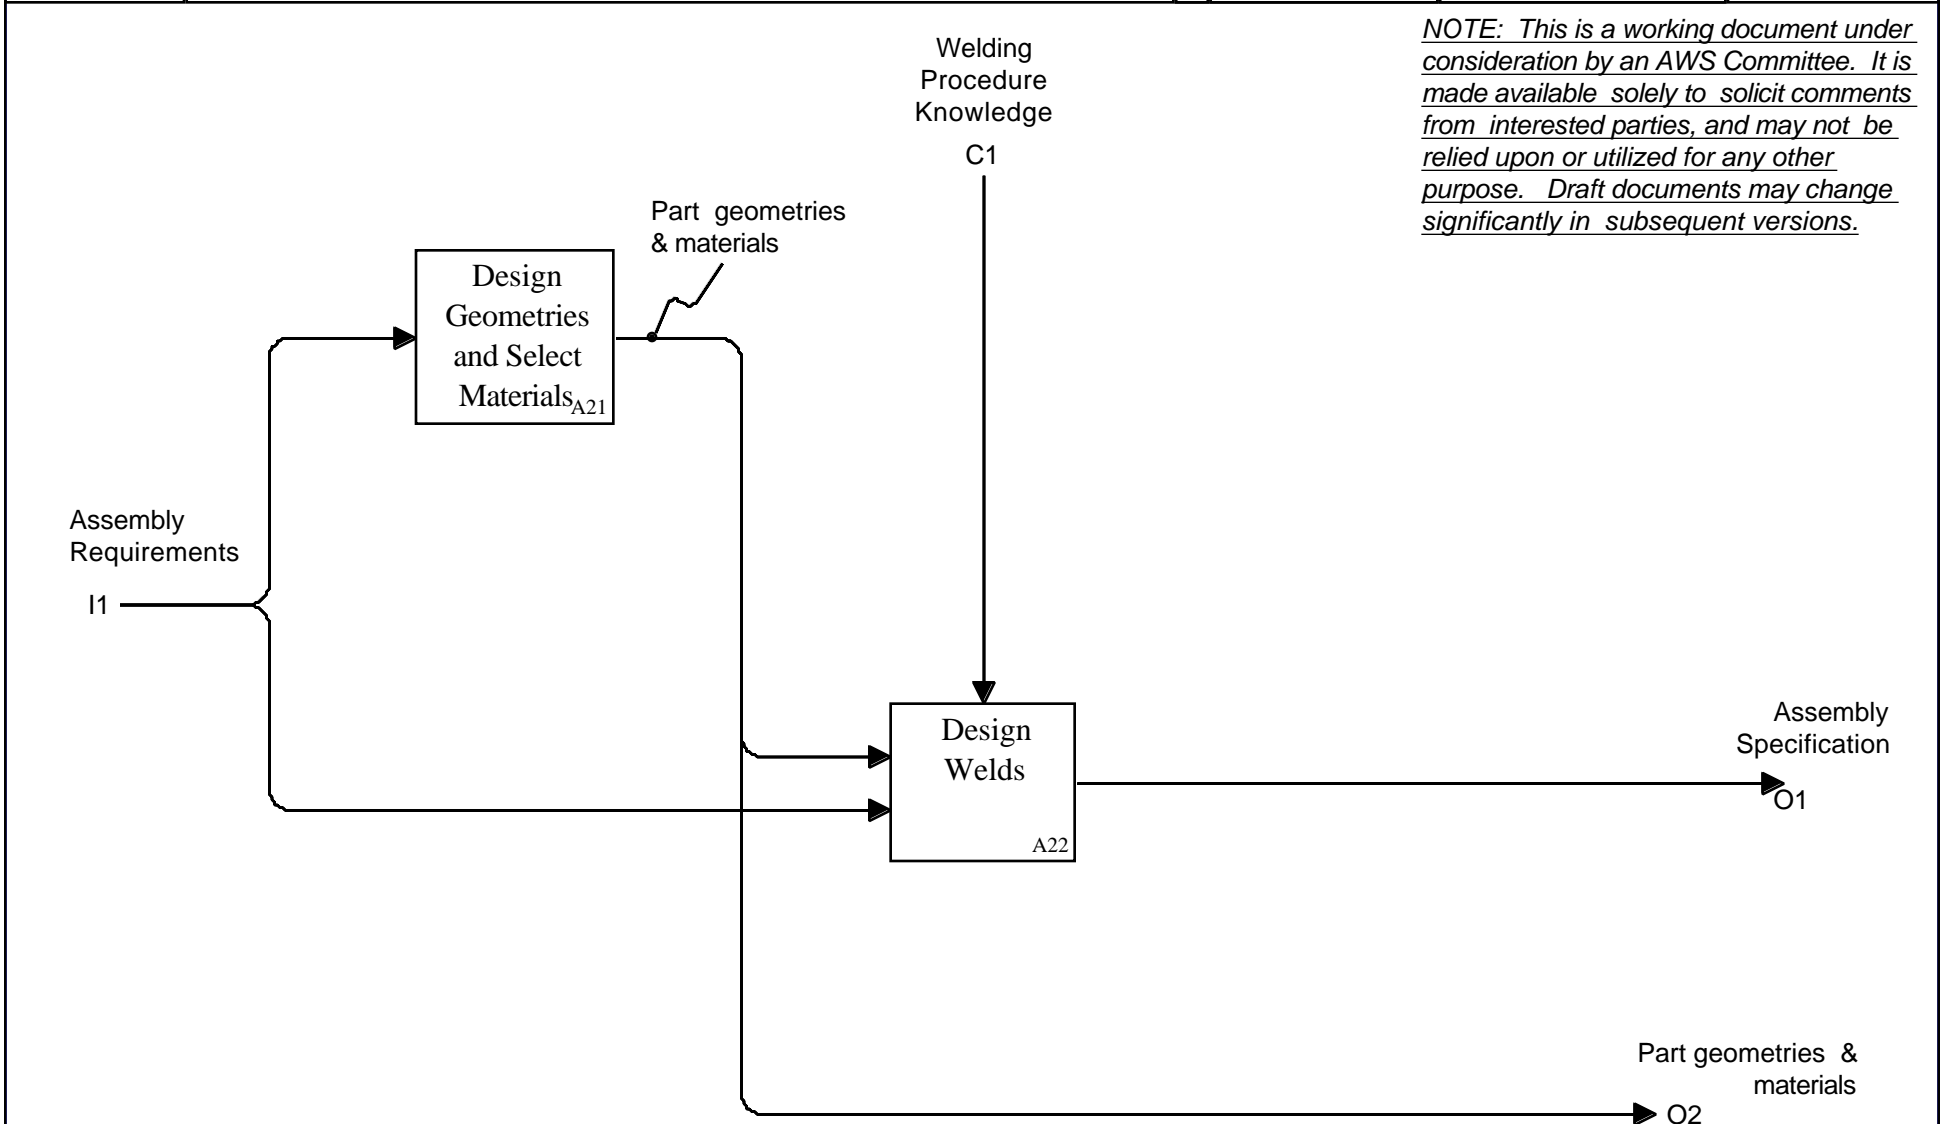 NOTE: This is a working document under
consideration by an AWS Committee. It is
made available solely to solicit comments
from interested parties, and may not be
relied upon or utilized for any other
purpose. Draft documents may change
significantly in subsequent versions.
Welding
Procedure
Knowledge
C1
Part geometries
& materials
Design
Geometries
and Select
Materials
A21
Assembly
Requirements
I1
Design
Welds
A22
Assembly
Specification
O1
Part geometries &
materials
O2